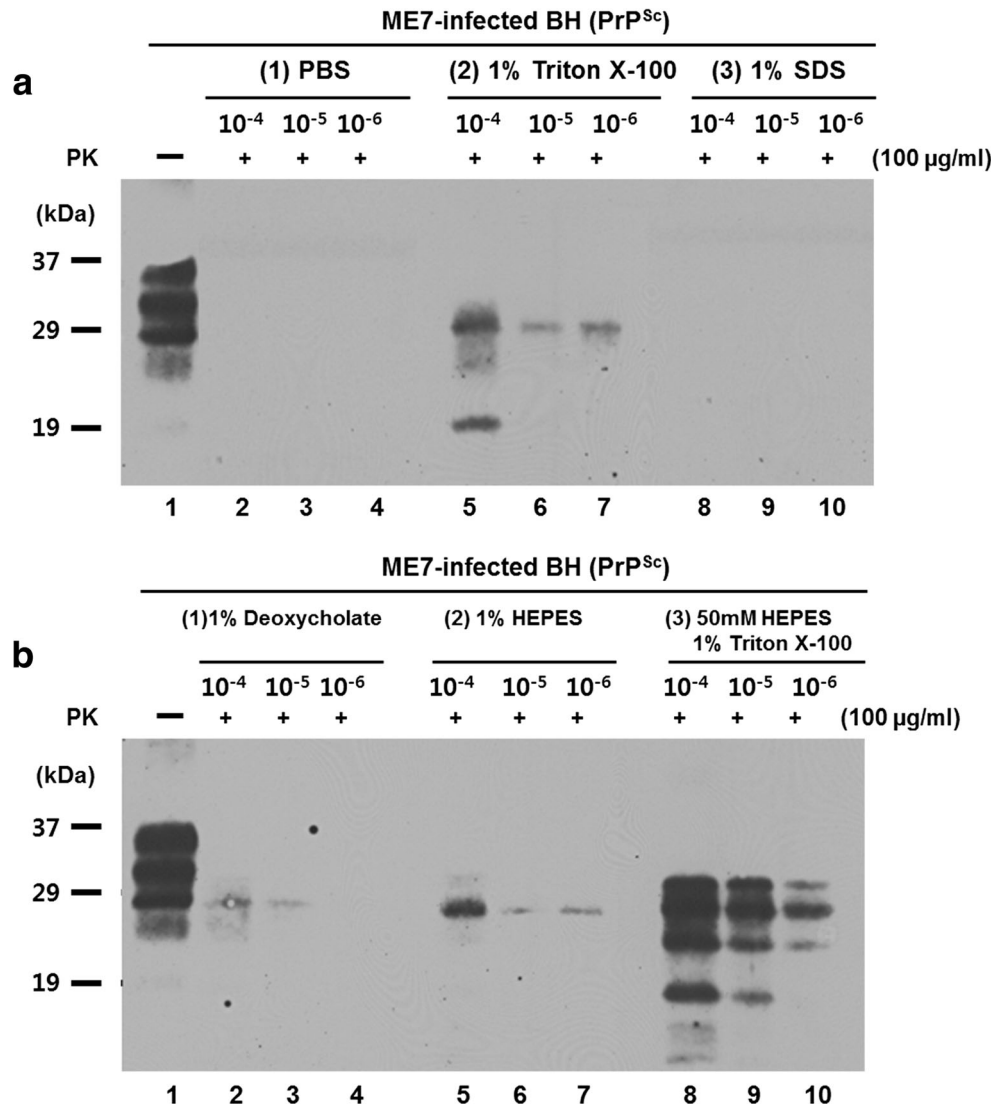 ME7-infected BH (PrPSc)
a
(1) PBS (2) 1% Triton X-100 (3) 1% SDS
10-4 10-5 10-6 10-4 10-5 10-6 10-4 10-5 10-6
PK — + + + + + + + + + (100 µg/ml)
(kDa)
37
29
19
1 2 3 4 5 6 7 8 9 10
ME7-infected BH (PrPSc)
b
(1)1% Deoxycholate (2) 1% HEPES (3) 50mM HEPES
1% Triton X-100
10-4 10-5 10-6 10-4 10-5 10-6 10-4 10-5 10-6
PK — + + + + + + + + + (100 µg/ml)
(kDa)
37
29
19
1 2 3 4 5 6 7 8 9 10